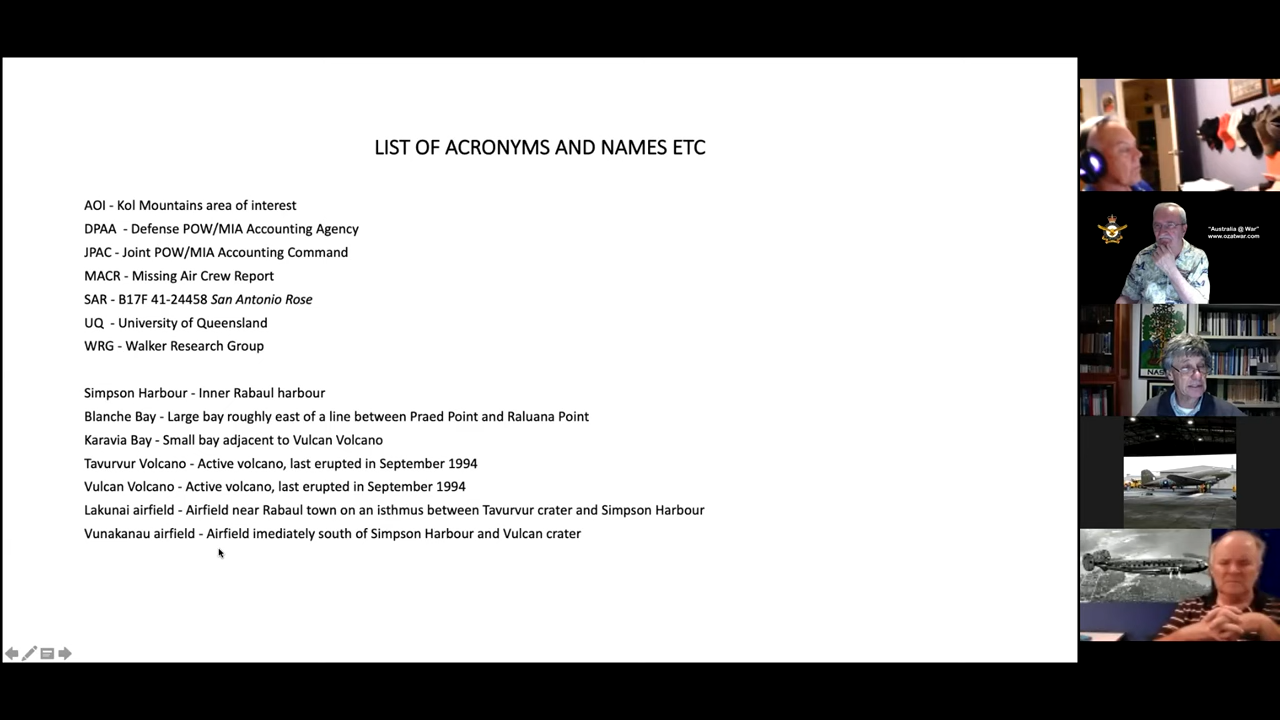 LIST OF ACRONYMS AND NAMES ETC
AOI - Kol Mountains area of interest
DPAA - Defense POW/MIA Accounting Agency
JPAC - Joint POW/MIA Accounting Command
MACR - Missing Air Crew Report
SAR - B17F 41-24458 San Antonio Rose
UQ - University of Queensland
WRG - Walker Research Group
Simpson Harbour - Inner Rabaul harbour
Blanche Bay - Large bay roughly east of a line between Praed Point and Raluana Point
Karavia Bay - Small bay adjacent to Vulcan Volcano
Tavurvur Volcano - Active volcano, last erupted in September 1994
Vulcan Volcano - Active volcano, last erupted in September 1994
Lakunai airfield - Airfield near Rabaul town on an isthmus between Tavurvur crater and Simpson Harbour
Vunakanau airfield - Airfield imediately south of Simpson Harbour and Vulcan crater
"Australia @ War"
www.ozatwar.com